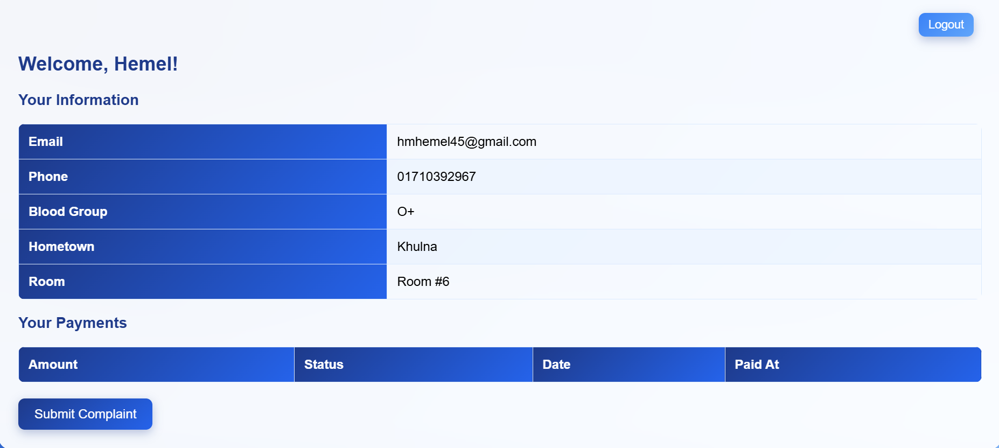 Logout
Welcome, Hemel!
Your Information
Email hmhemel45@gmail.com
Phone 01710392967
Blood Group O+
Hometown Khulna
Room Room #6
Your Payments
Amount Status Date Paid At
Submit Complaint